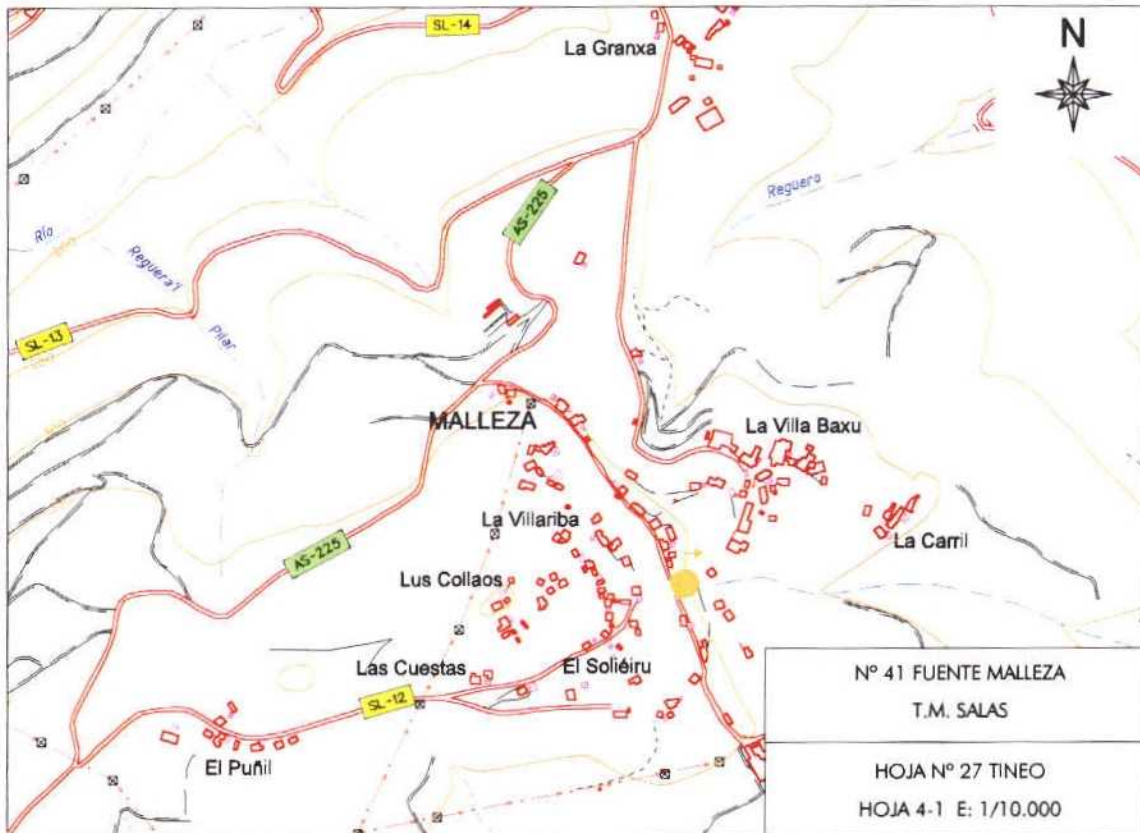 SL-14
La Granxa
N
Reguero
AS-225
Río
Reguera'l
Pilar
SL-13
MALLEZA
La Villa Baxu
La Villariba
La Carril
AS-225
Lus Collaos
Las Cuestas
El Soliéiru
SL-12
El Puñil
Nº 41 FUENTE MALLEZA
T.M. SALAS
HOJA Nº 27 TINEO
HOJA 4-1 E: 1/10.000